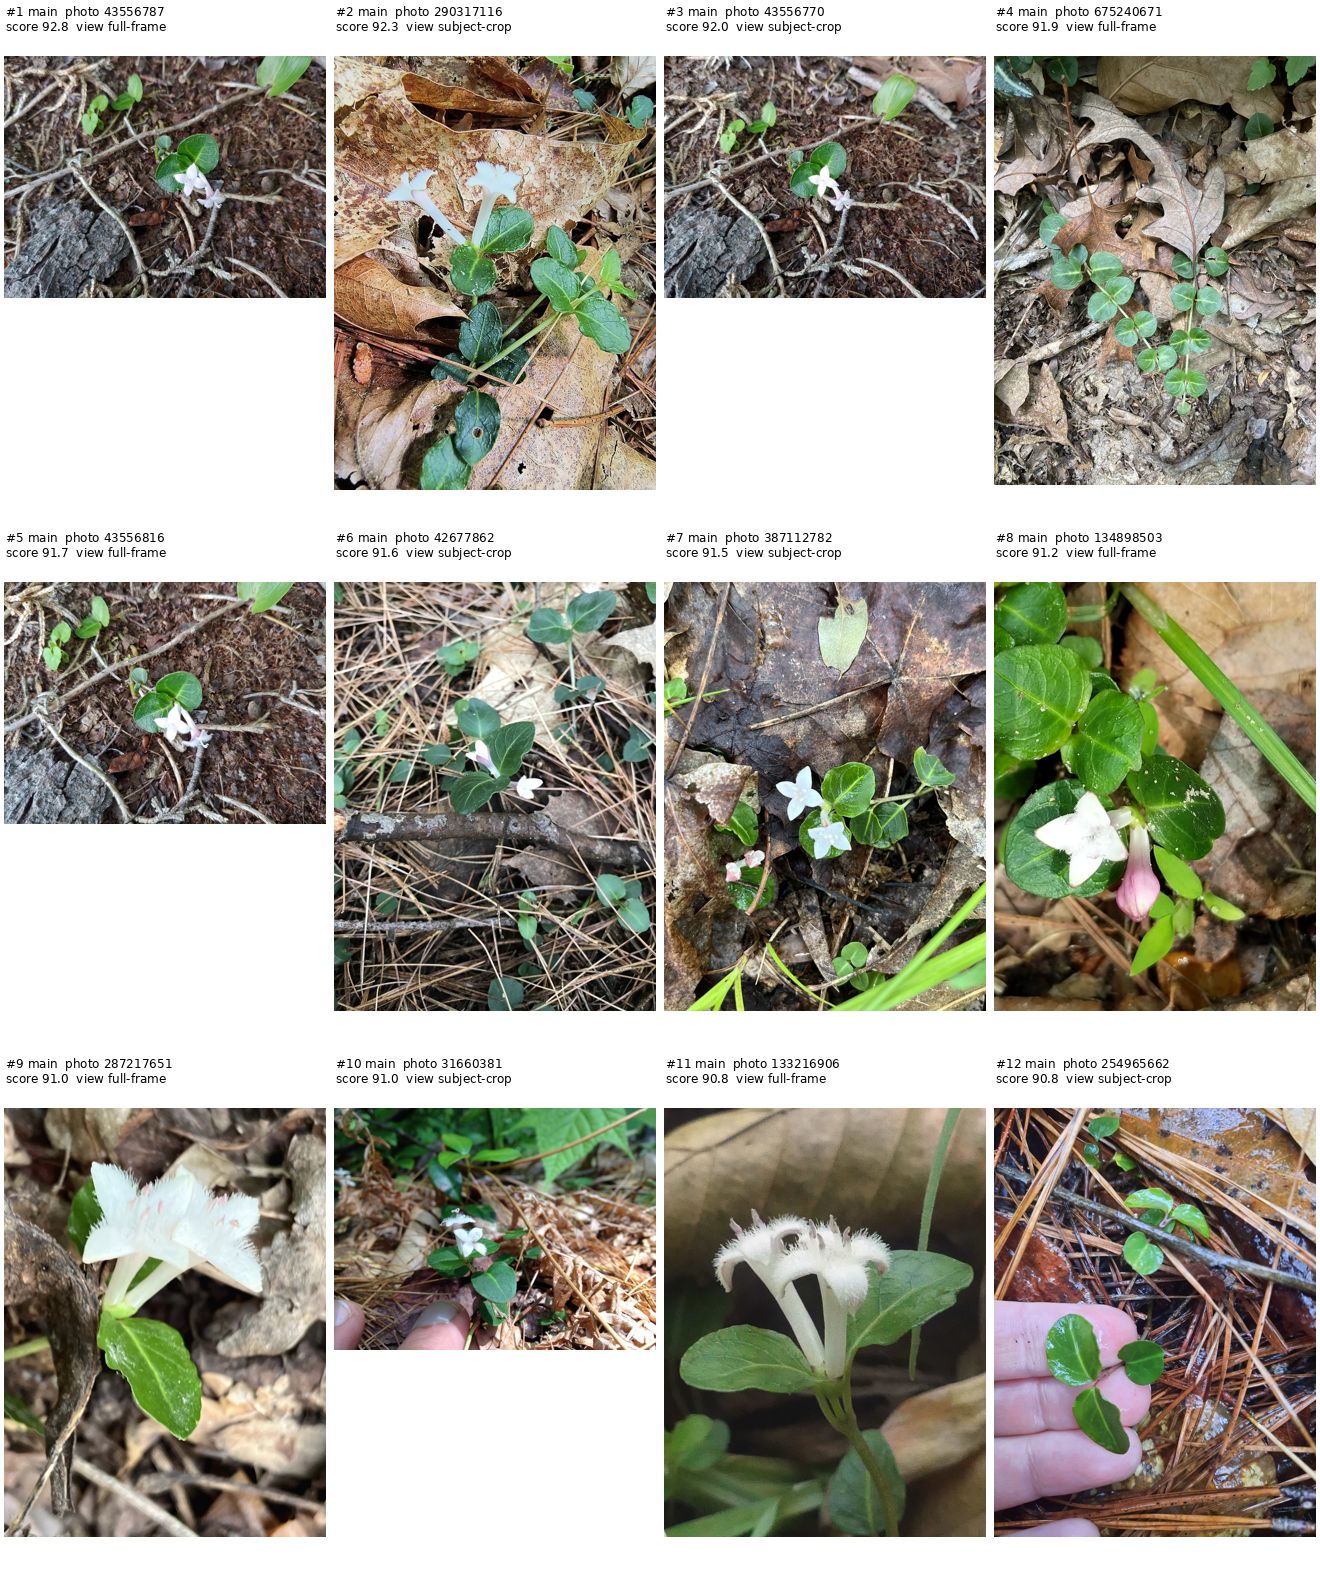 #1 main  photo 43556787
score 92.8  view full-frame
#2 main  photo 290317116
score 92.3  view subject-crop
#3 main  photo 43556770
score 92.0  view subject-crop
#4 main  photo 675240671
score 91.9  view full-frame
#5 main  photo 43556816
score 91.7  view full-frame
#6 main  photo 42677862
score 91.6  view subject-crop
#7 main  photo 387112782
score 91.5  view subject-crop
#8 main  photo 134898503
score 91.2  view full-frame
#9 main  photo 287217651
score 91.0  view full-frame
#10 main  photo 31660381
score 91.0  view subject-crop
#11 main  photo 133216906
score 90.8  view full-frame
#12 main  photo 254965662
score 90.8  view subject-crop